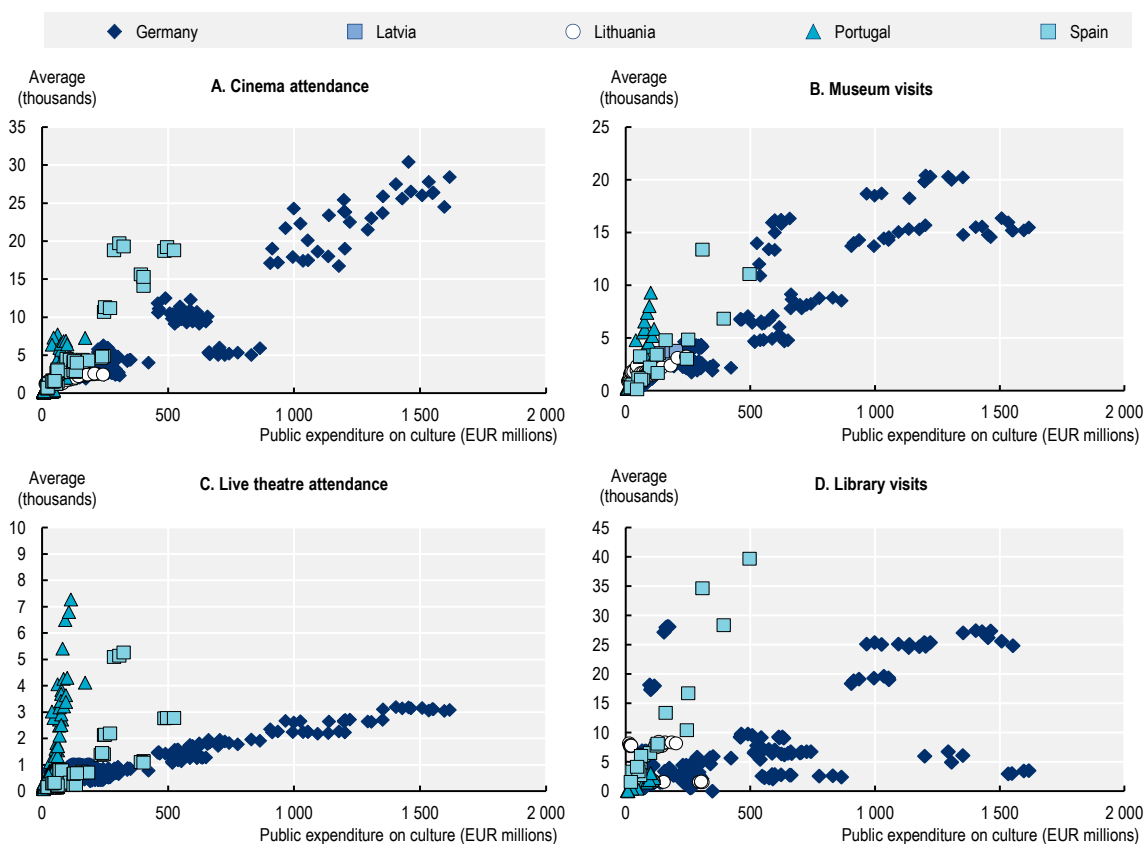 Germany Latvia Lithuania Portugal Spain
Average
(thousands)
A. Cinema attendance
35
30
25
20
15
10
5
0
0 500 1 000 1 500 2 000
Public expenditure on culture (EUR millions)
Average
(thousands)
B. Museum visits
25
20
15
10
5
0
0 500 1 000 1 500 2 000
Public expenditure on culture (EUR millions)
Average
(thousands)
C. Live theatre attendance
10
9
8
7
6
5
4
3
2
1
0
0 500 1 000 1 500 2 000
Public expenditure on culture (EUR millions)
Average
(thousands)
D. Library visits
45
40
35
30
25
20
15
10
5
0
0 500 1 000 1 500 2 000
Public expenditure on culture (EUR millions)